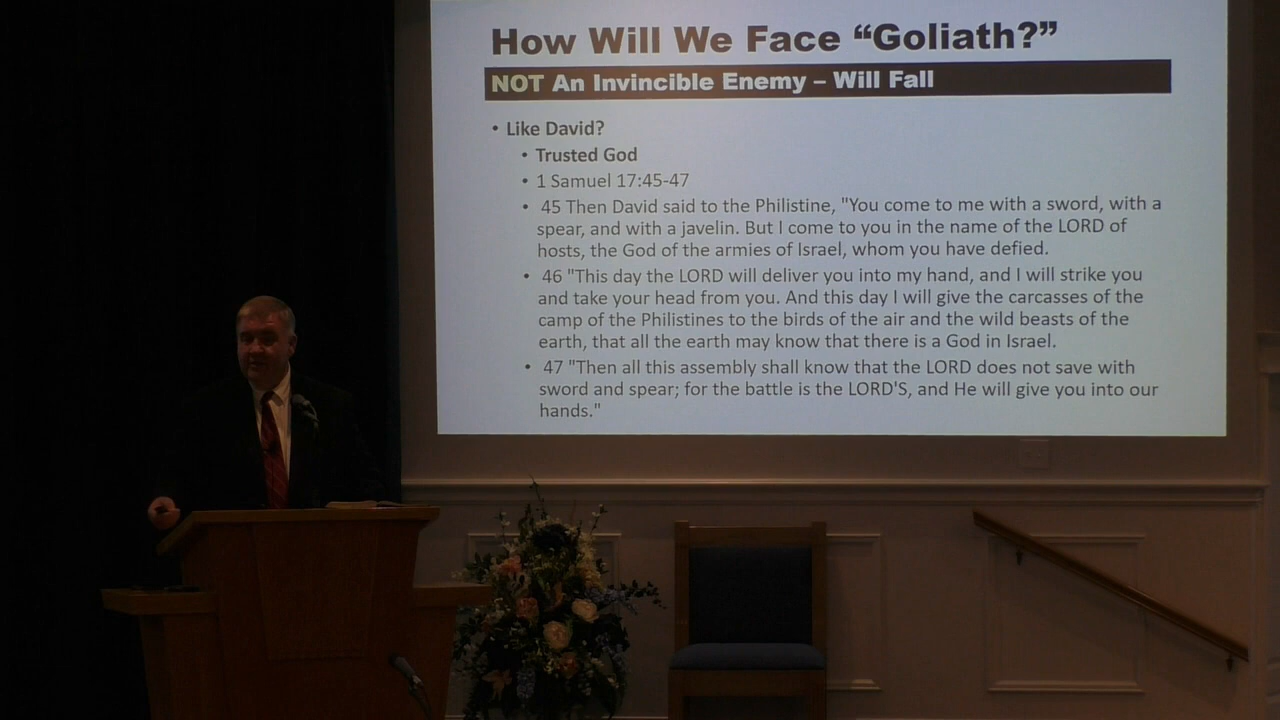 How Will We Face “Goliath?”
NOT An Invincible Enemy – Will Fall
• Like David?
• Trusted God
• 1 Samuel 17:45-47
• 45 Then David said to the Philistine, "You come to me with a sword, with a
spear, and with a javelin. But I come to you in the name of the LORD of
hosts, the God of the armies of Israel, whom you have defied.
• 46 "This day the LORD will deliver you into my hand, and I will strike you
and take your head from you. And this day I will give the carcasses of the
camp of the Philistines to the birds of the air and the wild beasts of the
earth, that all the earth may know that there is a God in Israel.
• 47 "Then all this assembly shall know that the LORD does not save with
sword and spear; for the battle is the LORD'S, and He will give you into our
hands."